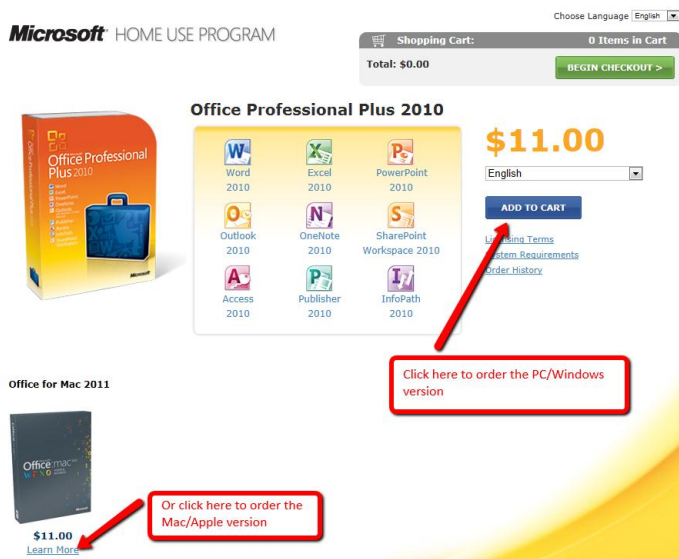 Choose Language English
Microsoft HOME USE PROGRAM
Shopping Cart: 0 Items in Cart
Total: $0.00
BEGIN CHECKOUT >
Office Professional Plus 2010
Office Professional
Plus 2010
Microsoft
Word
2010
Excel
2010
PowerPoint
2010
Outlook
2010
OneNote
2010
SharePoint
Workspace 2010
Access
2010
Publisher
2010
InfoPath
2010
$11.00
English
ADD TO CART
Licensing Terms
System Requirements
Order History
Click here to order the PC/Windows
version
Office for Mac 2011
Office:mac
$11.00
Learn More
Or click here to order the
Mac/Apple version